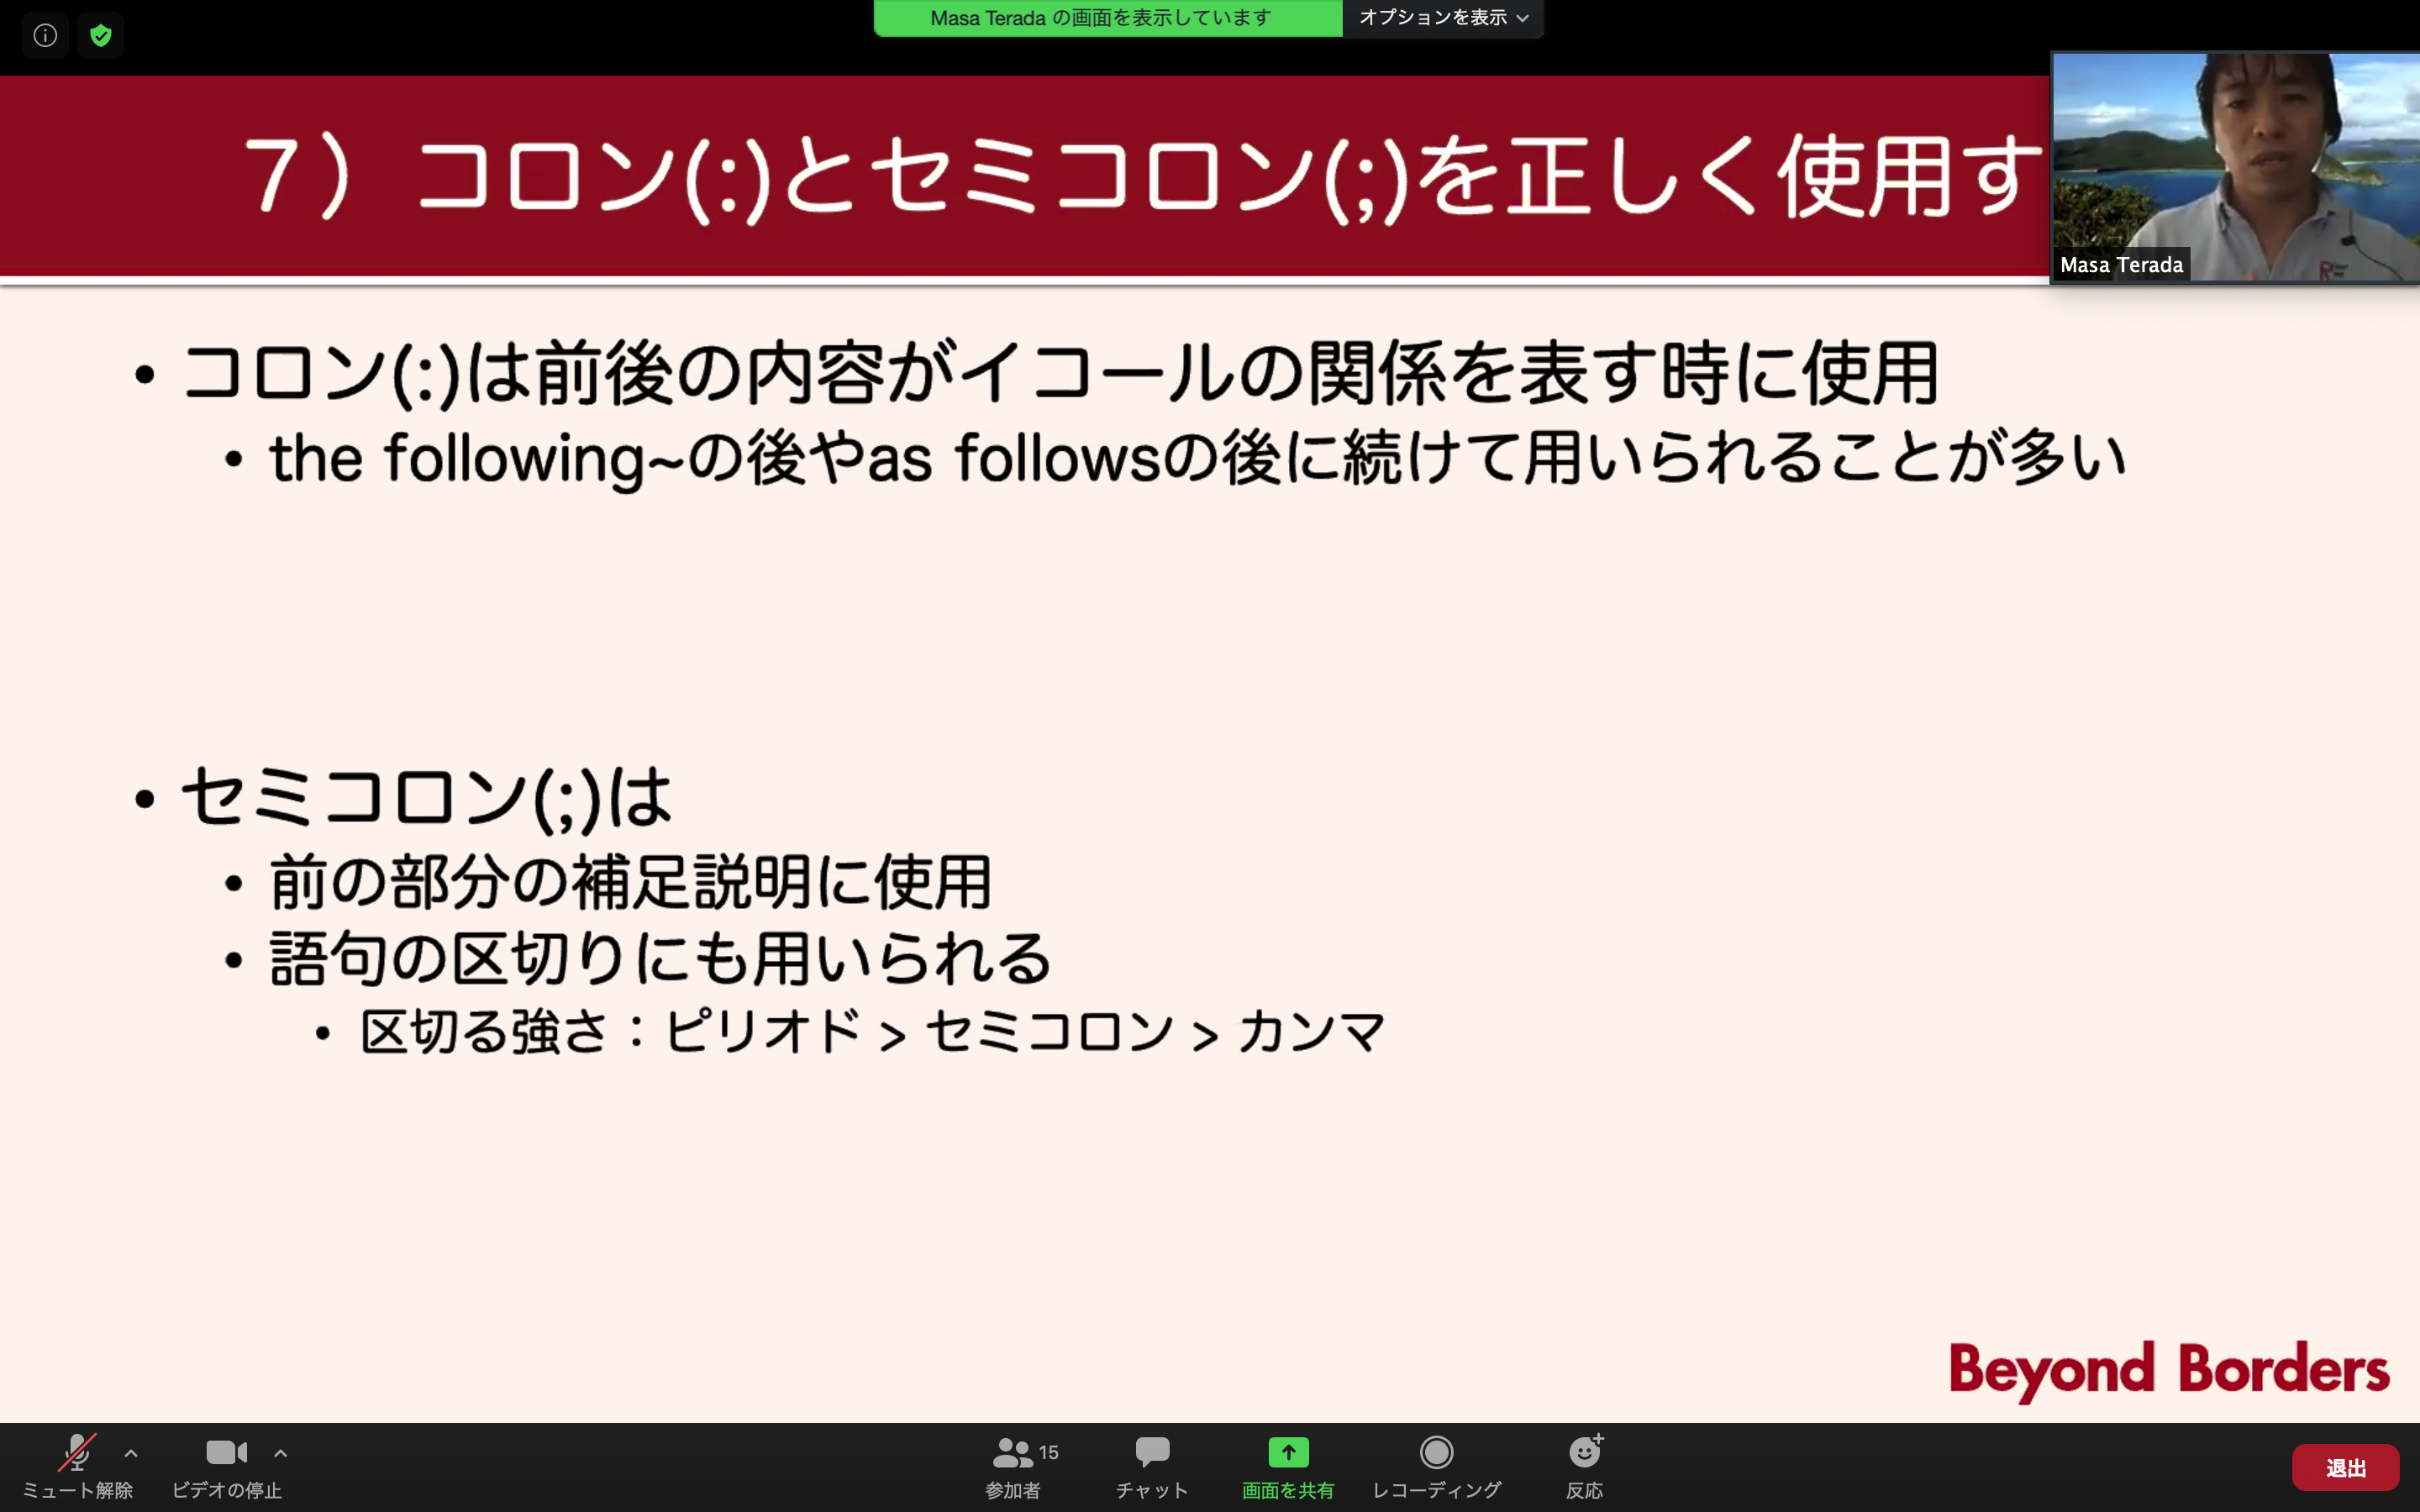 Masa Terada の画面を表示しています
オプションを表示
7）コロン(:)とセミコロン(;)を正しく使用す
Masa Terada
• コロン(:)は前後の内容がイコールの関係を表す時に使用
• the following~の後やas followsの後に続けて用いられることが多い
• セミコロン(;)は
• 前の部分の補足説明に使用
• 語句の区切りにも用いられる
• 区切る強さ：ピリオド > セミコロン > カンマ
Beyond Borders
ミュート解除
ビデオの停止
15
参加者
チャット
画面を共有
レコーディング
反応
退出